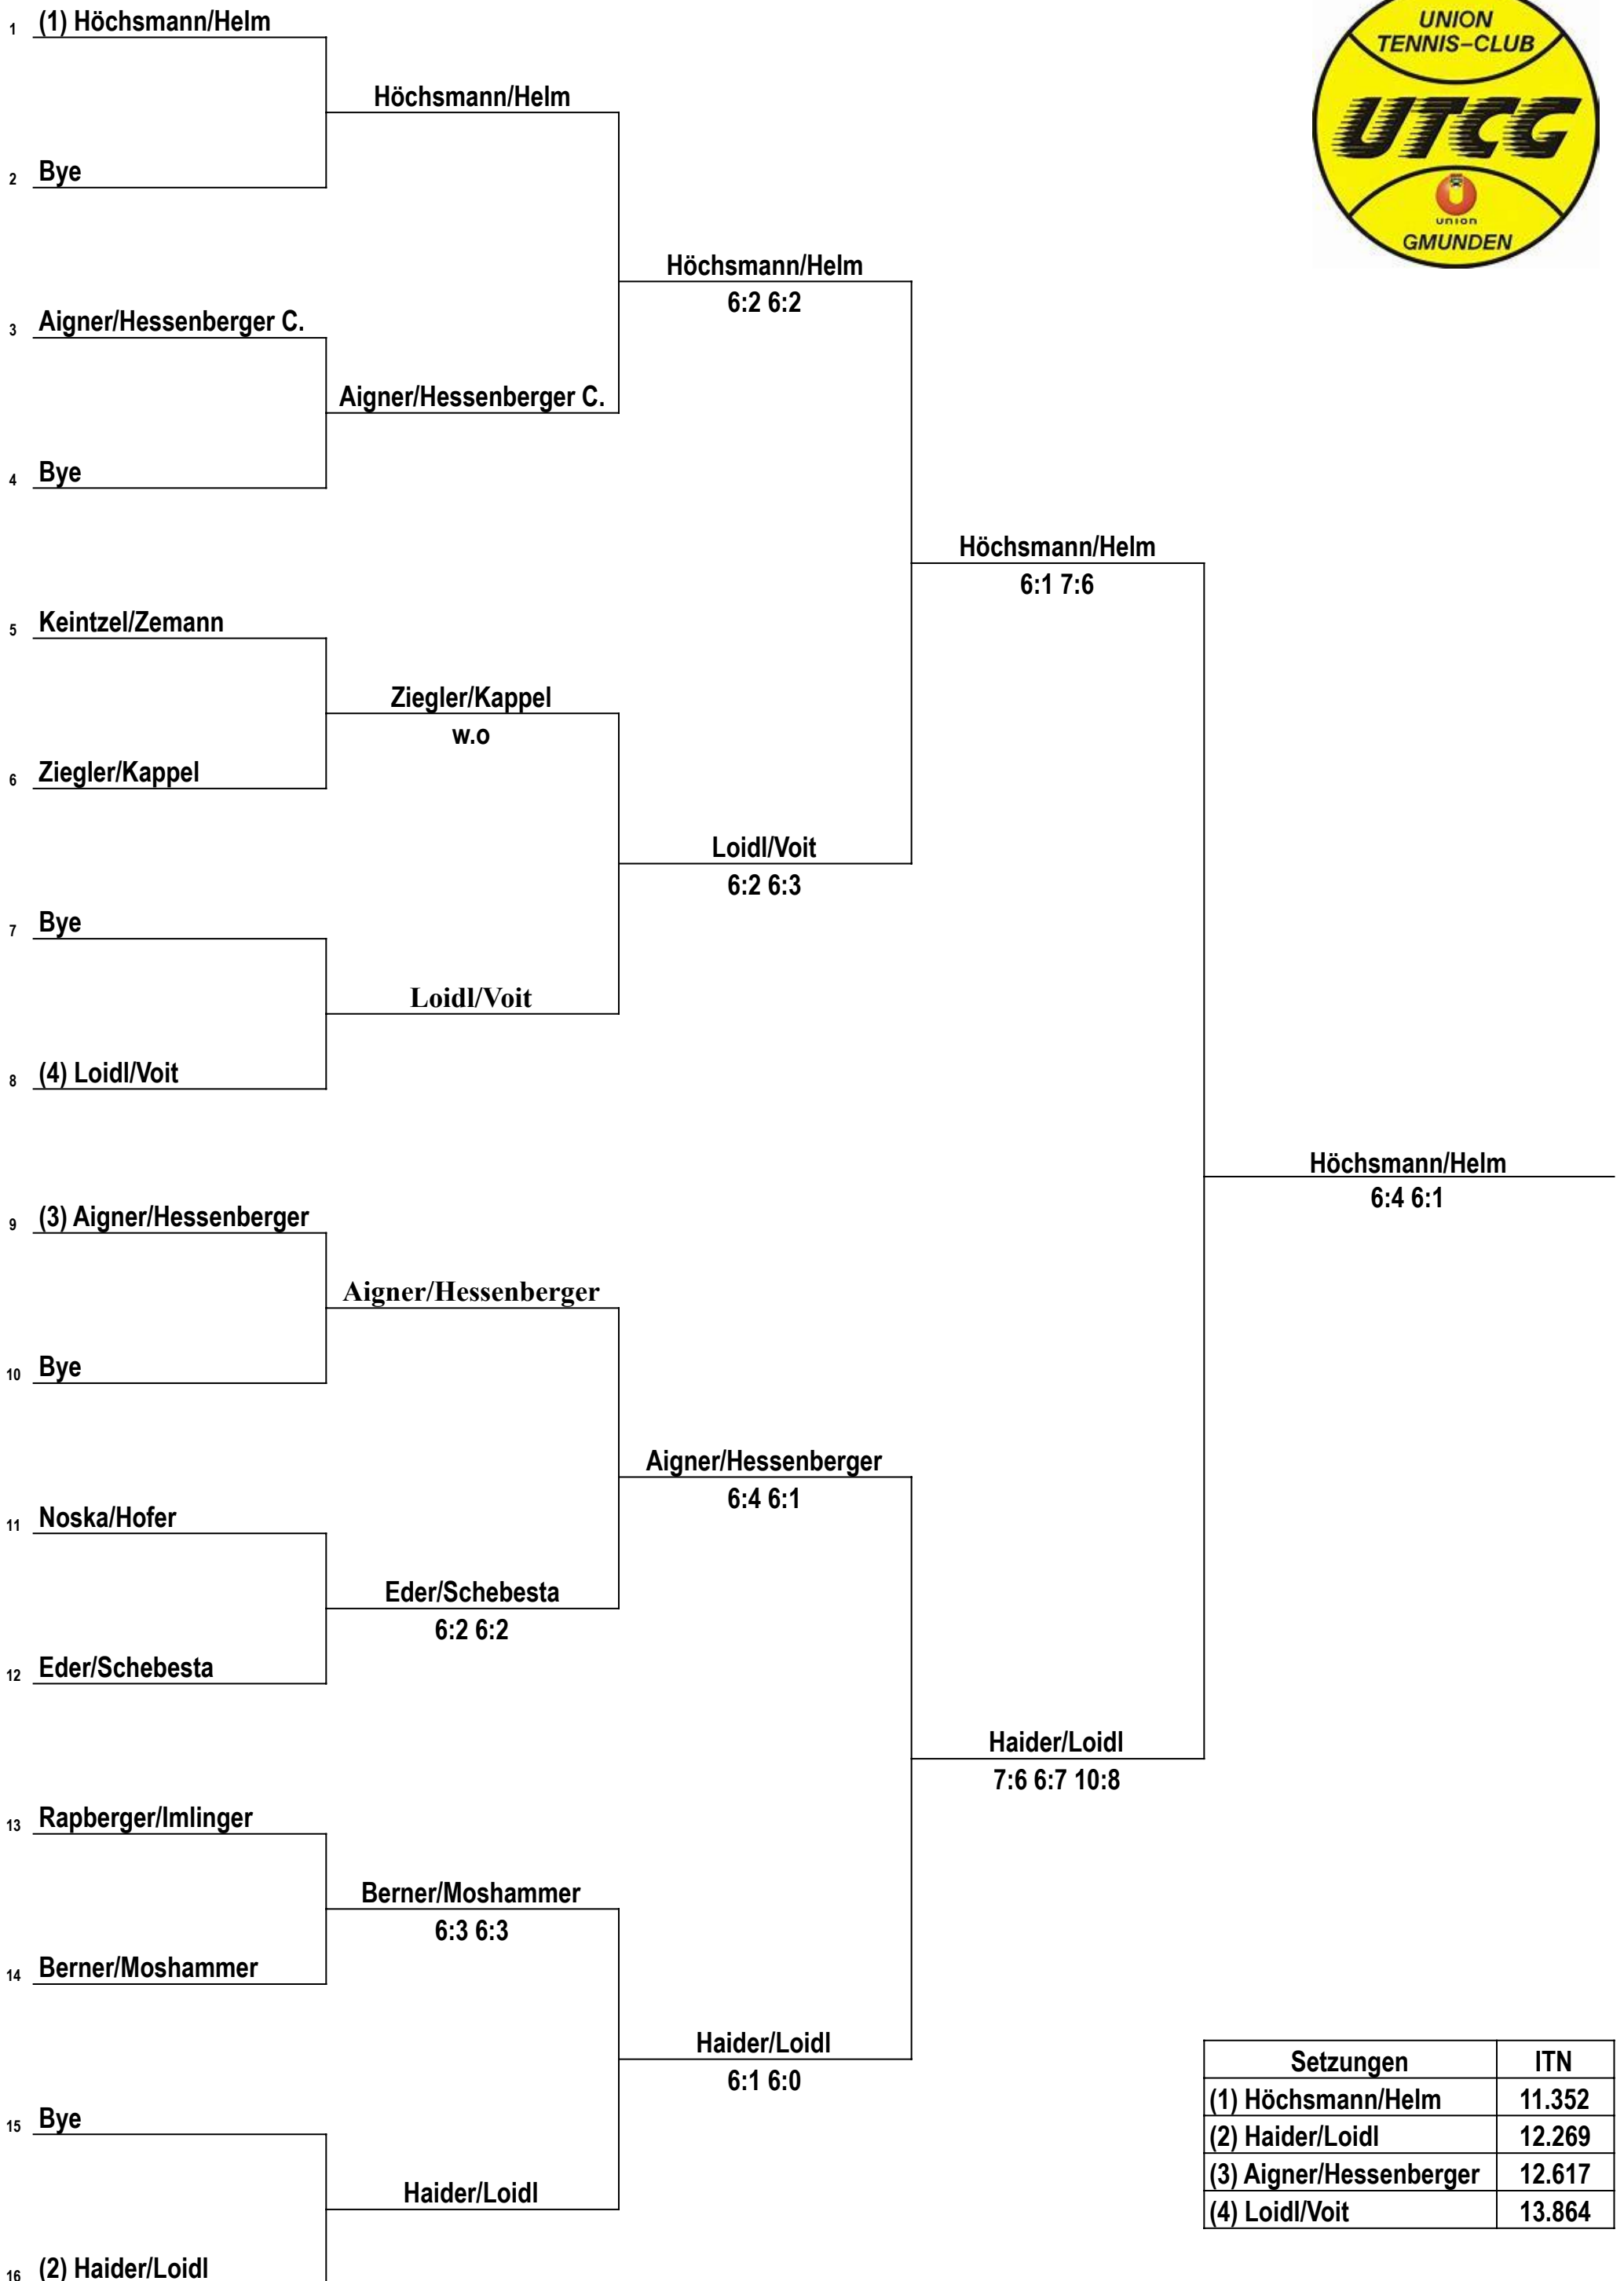 UNION
TENNIS-CLUB
UTCG
union
GMUNDEN
1 (1) Höchsmann/Helm
Höchsmann/Helm
2 Bye
Höchsmann/Helm
6:2 6:2
3 Aigner/Hessenberger C.
Aigner/Hessenberger C.
4 Bye
Höchsmann/Helm
6:1 7:6
5 Keintzel/Zemann
Ziegler/Kappel
w.o
6 Ziegler/Kappel
Loidl/Voit
6:2 6:3
7 Bye
Loidl/Voit
8 (4) Loidl/Voit
Höchsmann/Helm
6:4 6:1
9 (3) Aigner/Hessenberger
Aigner/Hessenberger
10 Bye
Aigner/Hessenberger
6:4 6:1
11 Noska/Hofer
Eder/Schebesta
6:2 6:2
12 Eder/Schebesta
Haider/Loidl
7:6 6:7 10:8
13 Rapberger/Imlinger
Berner/Moshammer
6:3 6:3
14 Berner/Moshammer
Haider/Loidl
6:1 6:0
15 Bye
Haider/Loidl
16 (2) Haider/Loidl
Setzungen ITN
(1) Höchsmann/Helm 11.352
(2) Haider/Loidl 12.269
(3) Aigner/Hessenberger 12.617
(4) Loidl/Voit 13.864